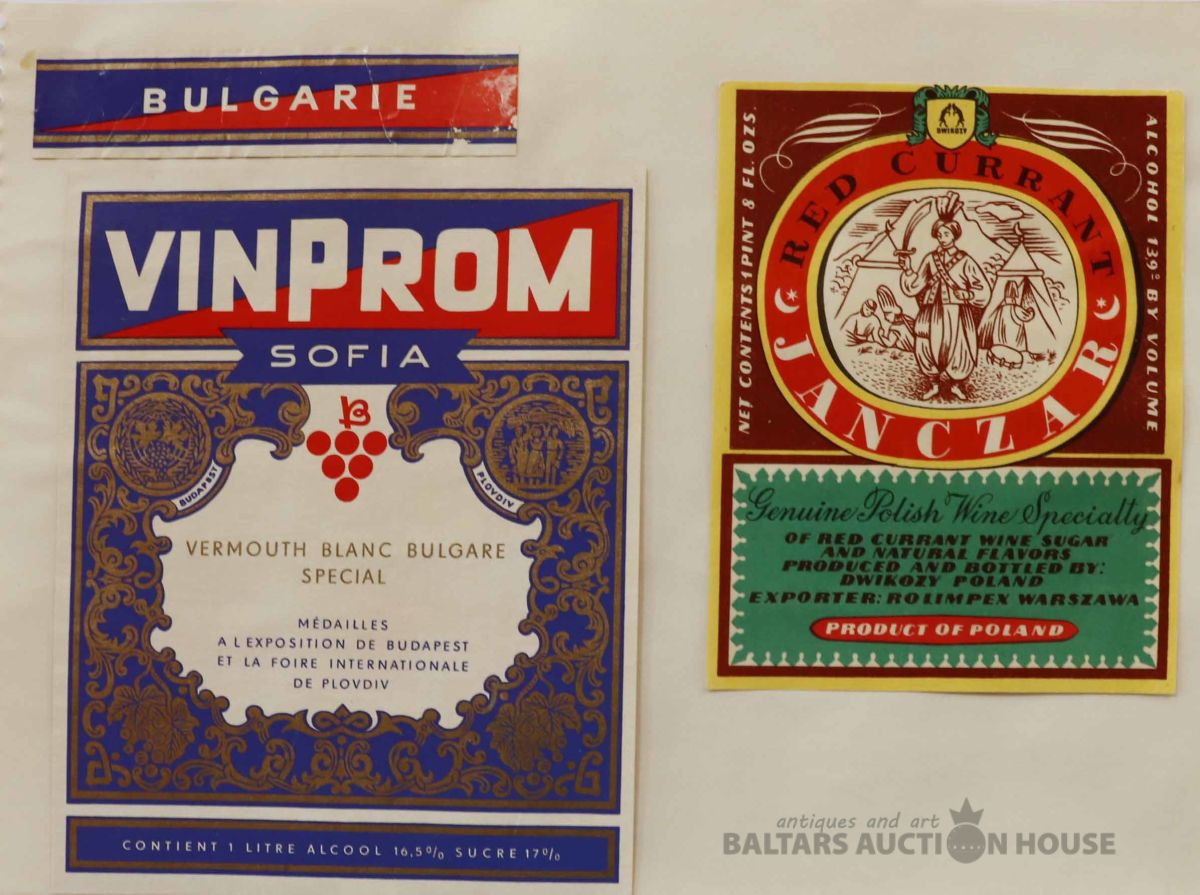 BULGARIE
VINPROM
SOFIA
B
BUDAPEST
PLOVDIV
VERMOUTH BLANC BULGARE
SPECIAL
MÉDAILLES
A L'EXPOSITION DE BUDAPEST
ET LA FOIRE INTERNATIONALE
DE PLOVDIV
CONTIENT 1 LITRE ALCOOL 16,5% SUCRE 17%
NET CONTENTS 1 PINT 8 FL. OZS.
DWIKOZY
RED CURRANT
JANCZAR
ALCOHOL 13,9° BY VOLUME
Genuine Polish Wine Specialty
OF RED CURRANT WINE SUGAR
AND NATURAL FLAVORS
PRODUCED AND BOTTLED BY:
DWIKOZY POLAND
EXPORTER: ROLIMPEX WARSZAWA
PRODUCT OF POLAND
antiques and art
BALTARS AUCTION HOUSE